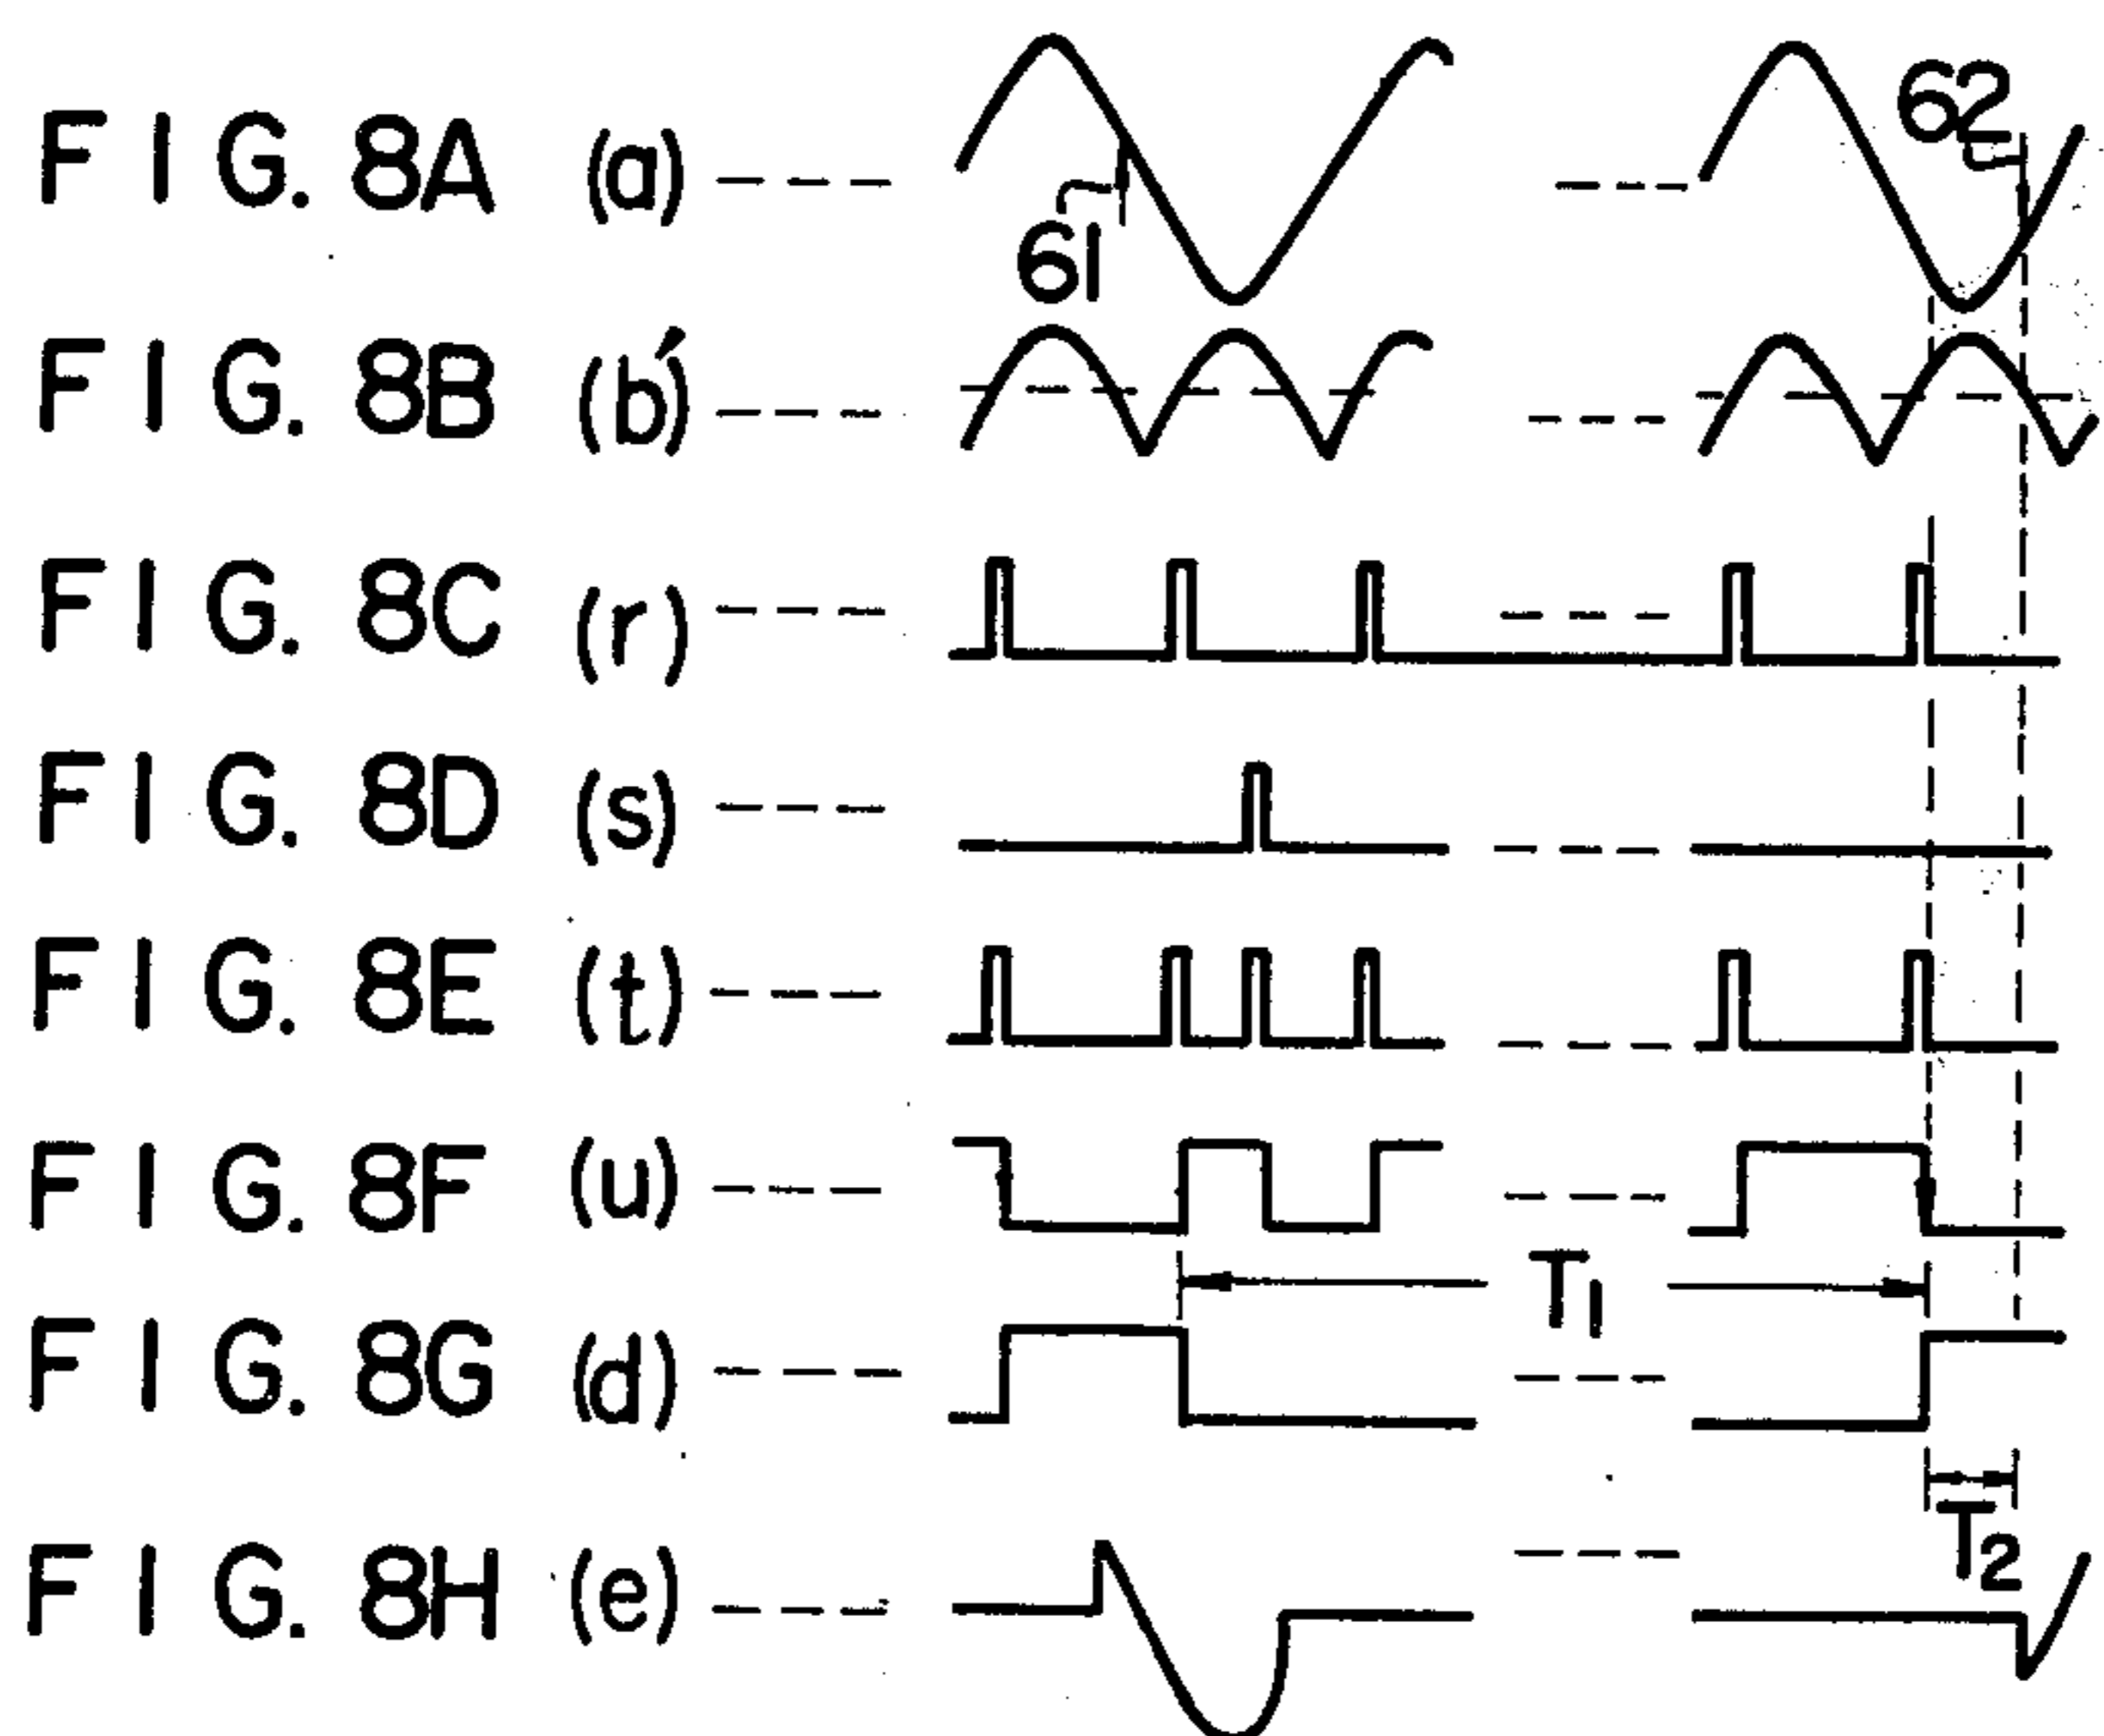 FIG. 8A (a)
61
62
FIG. 8B (b')
FIG. 8C (r)
FIG. 8D (s)
FIG. 8E (t)
FIG. 8F (u)
T1
FIG. 8G (d)
T2
FIG. 8H (e)